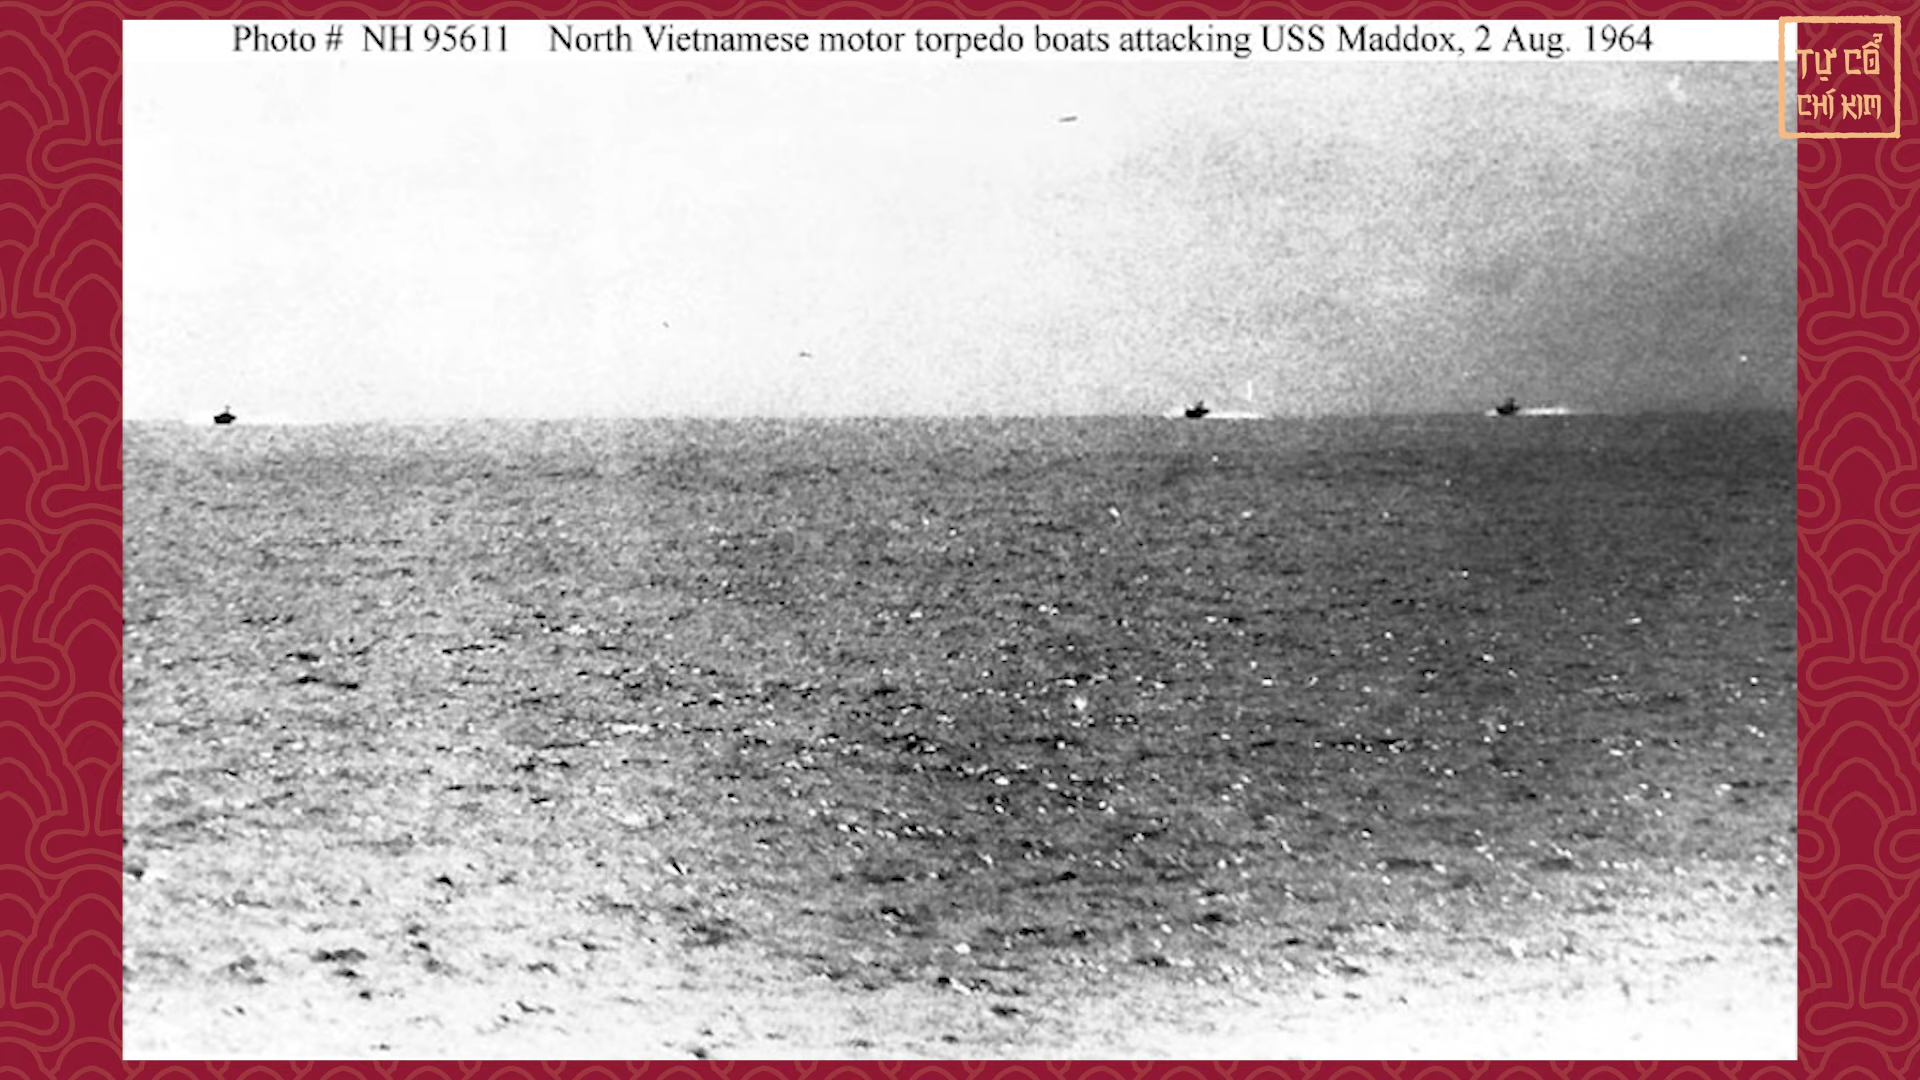 Photo # NH 95611 North Vietnamese motor torpedo boats attacking USS Maddox, 2 Aug. 1964
TỰ CỔ
CHÍ KIM